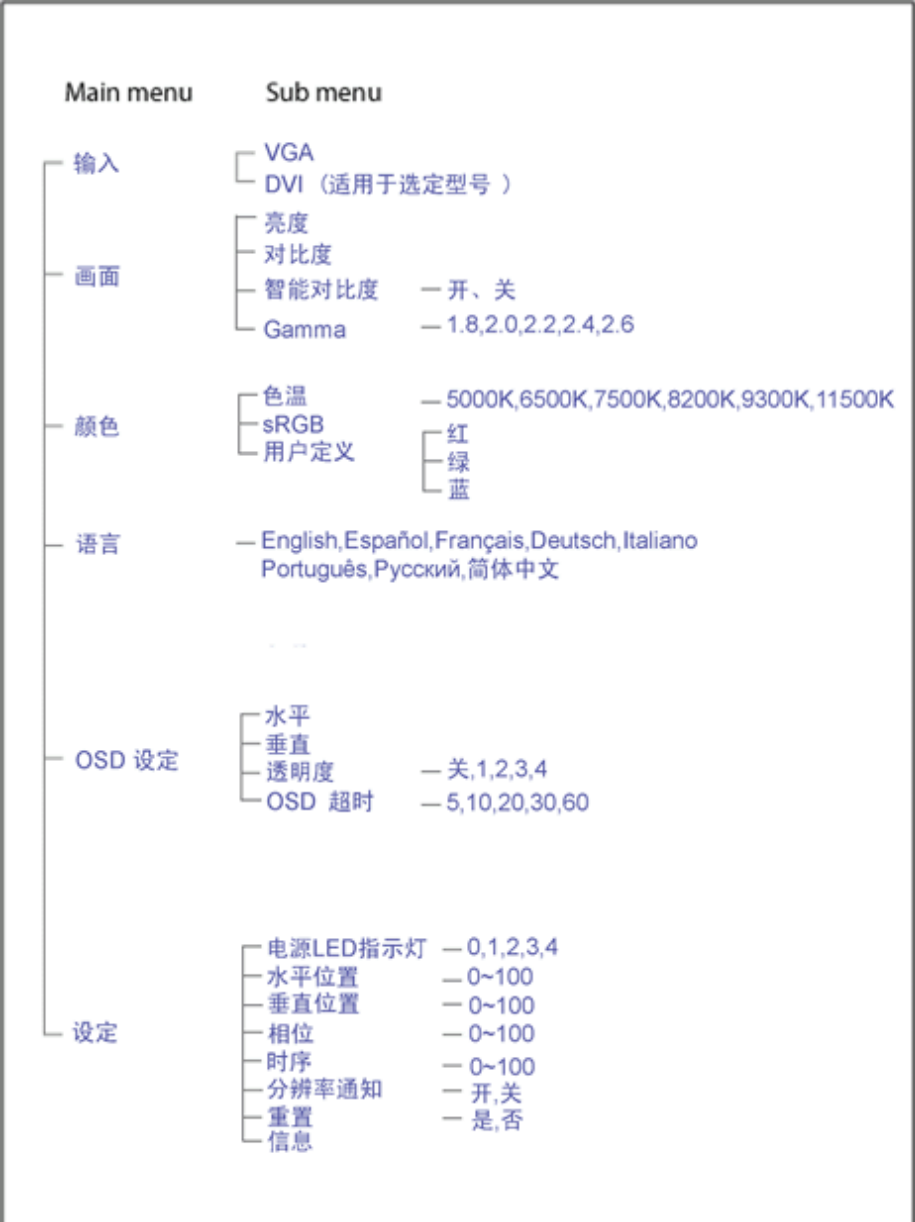 Main menu Sub menu
输入
VGA
DVI （适用于选定型号 ）
画面
亮度
对比度
智能对比度 开、关
Gamma 1.8,2.0,2.2,2.4,2.6
颜色
色温 5000K,6500K,7500K,8200K,9300K,11500K
sRGB
用户定义
红
绿
蓝
语言
English,Español,Français,Deutsch,Italiano
Português,Русский,简体中文
OSD 设定
水平
垂直
透明度 关,1,2,3,4
OSD 超时 5,10,20,30,60
设定
电源LED指示灯 0,1,2,3,4
水平位置 0~100
垂直位置 0~100
相位 0~100
时序 0~100
分辨率通知 开,关
重置 是,否
信息